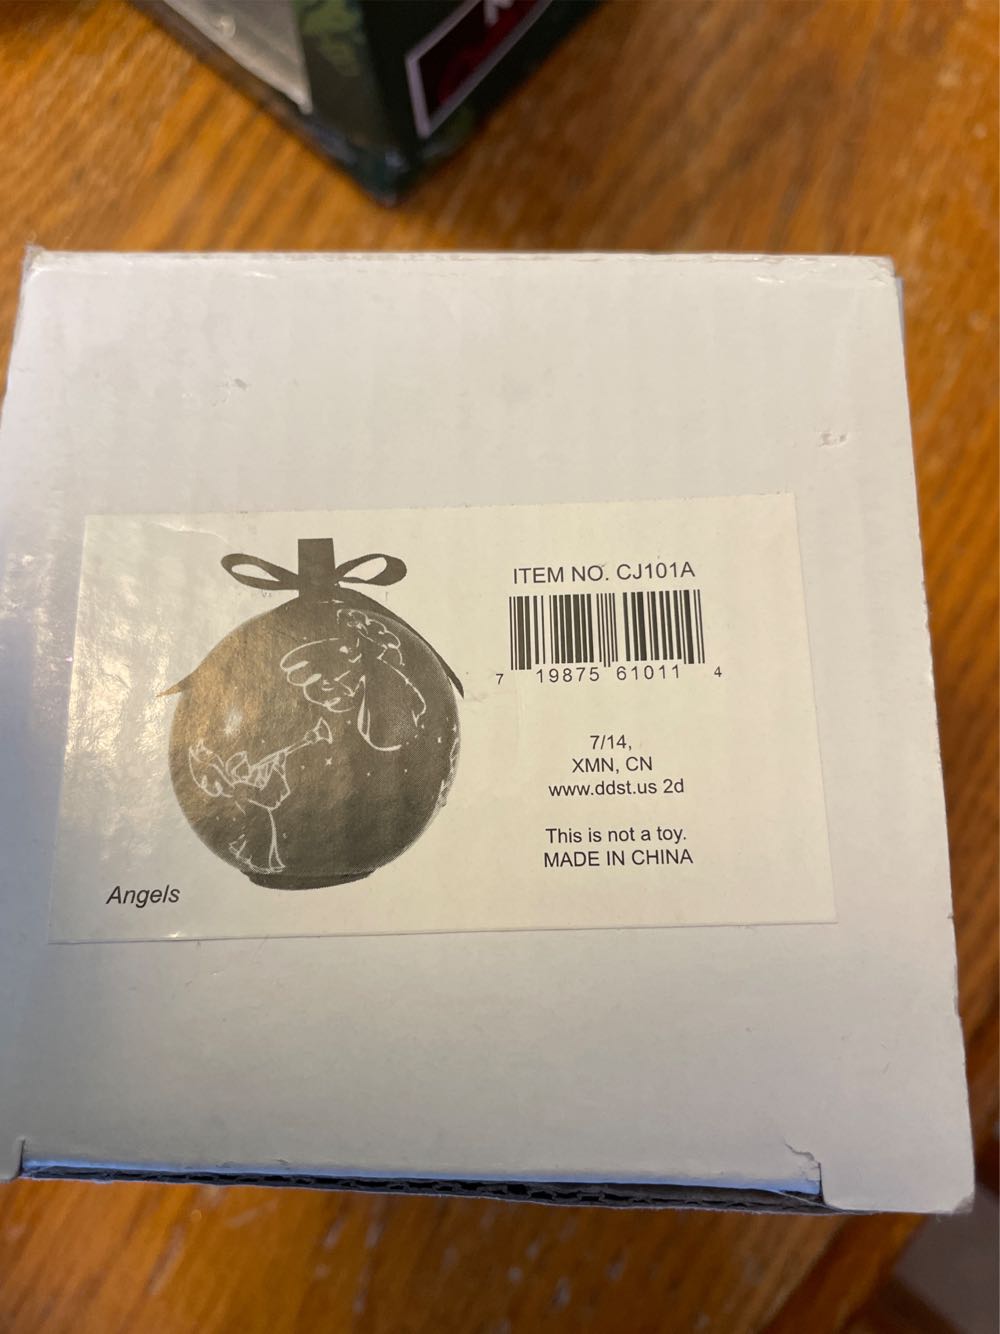 ITEM NO. CJ101A
7 19875 61011 4
7/14,
XMN, CN
www.ddst.us 2d
This is not a toy.
MADE IN CHINA
Angels